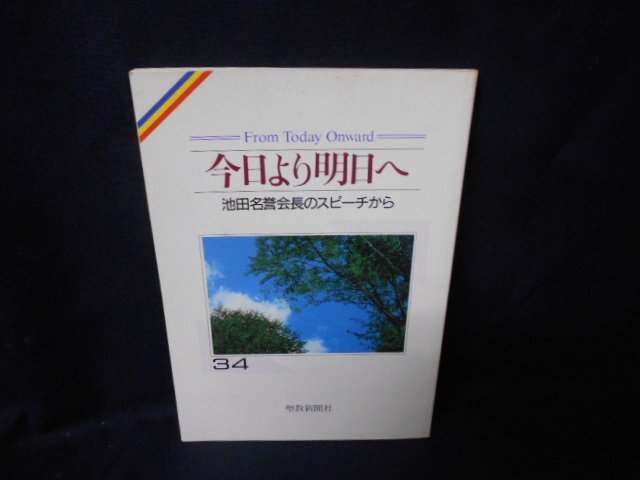 From Today Onward
今日より明日へ
池田名誉会長のスピーチから
34
聖教新聞社